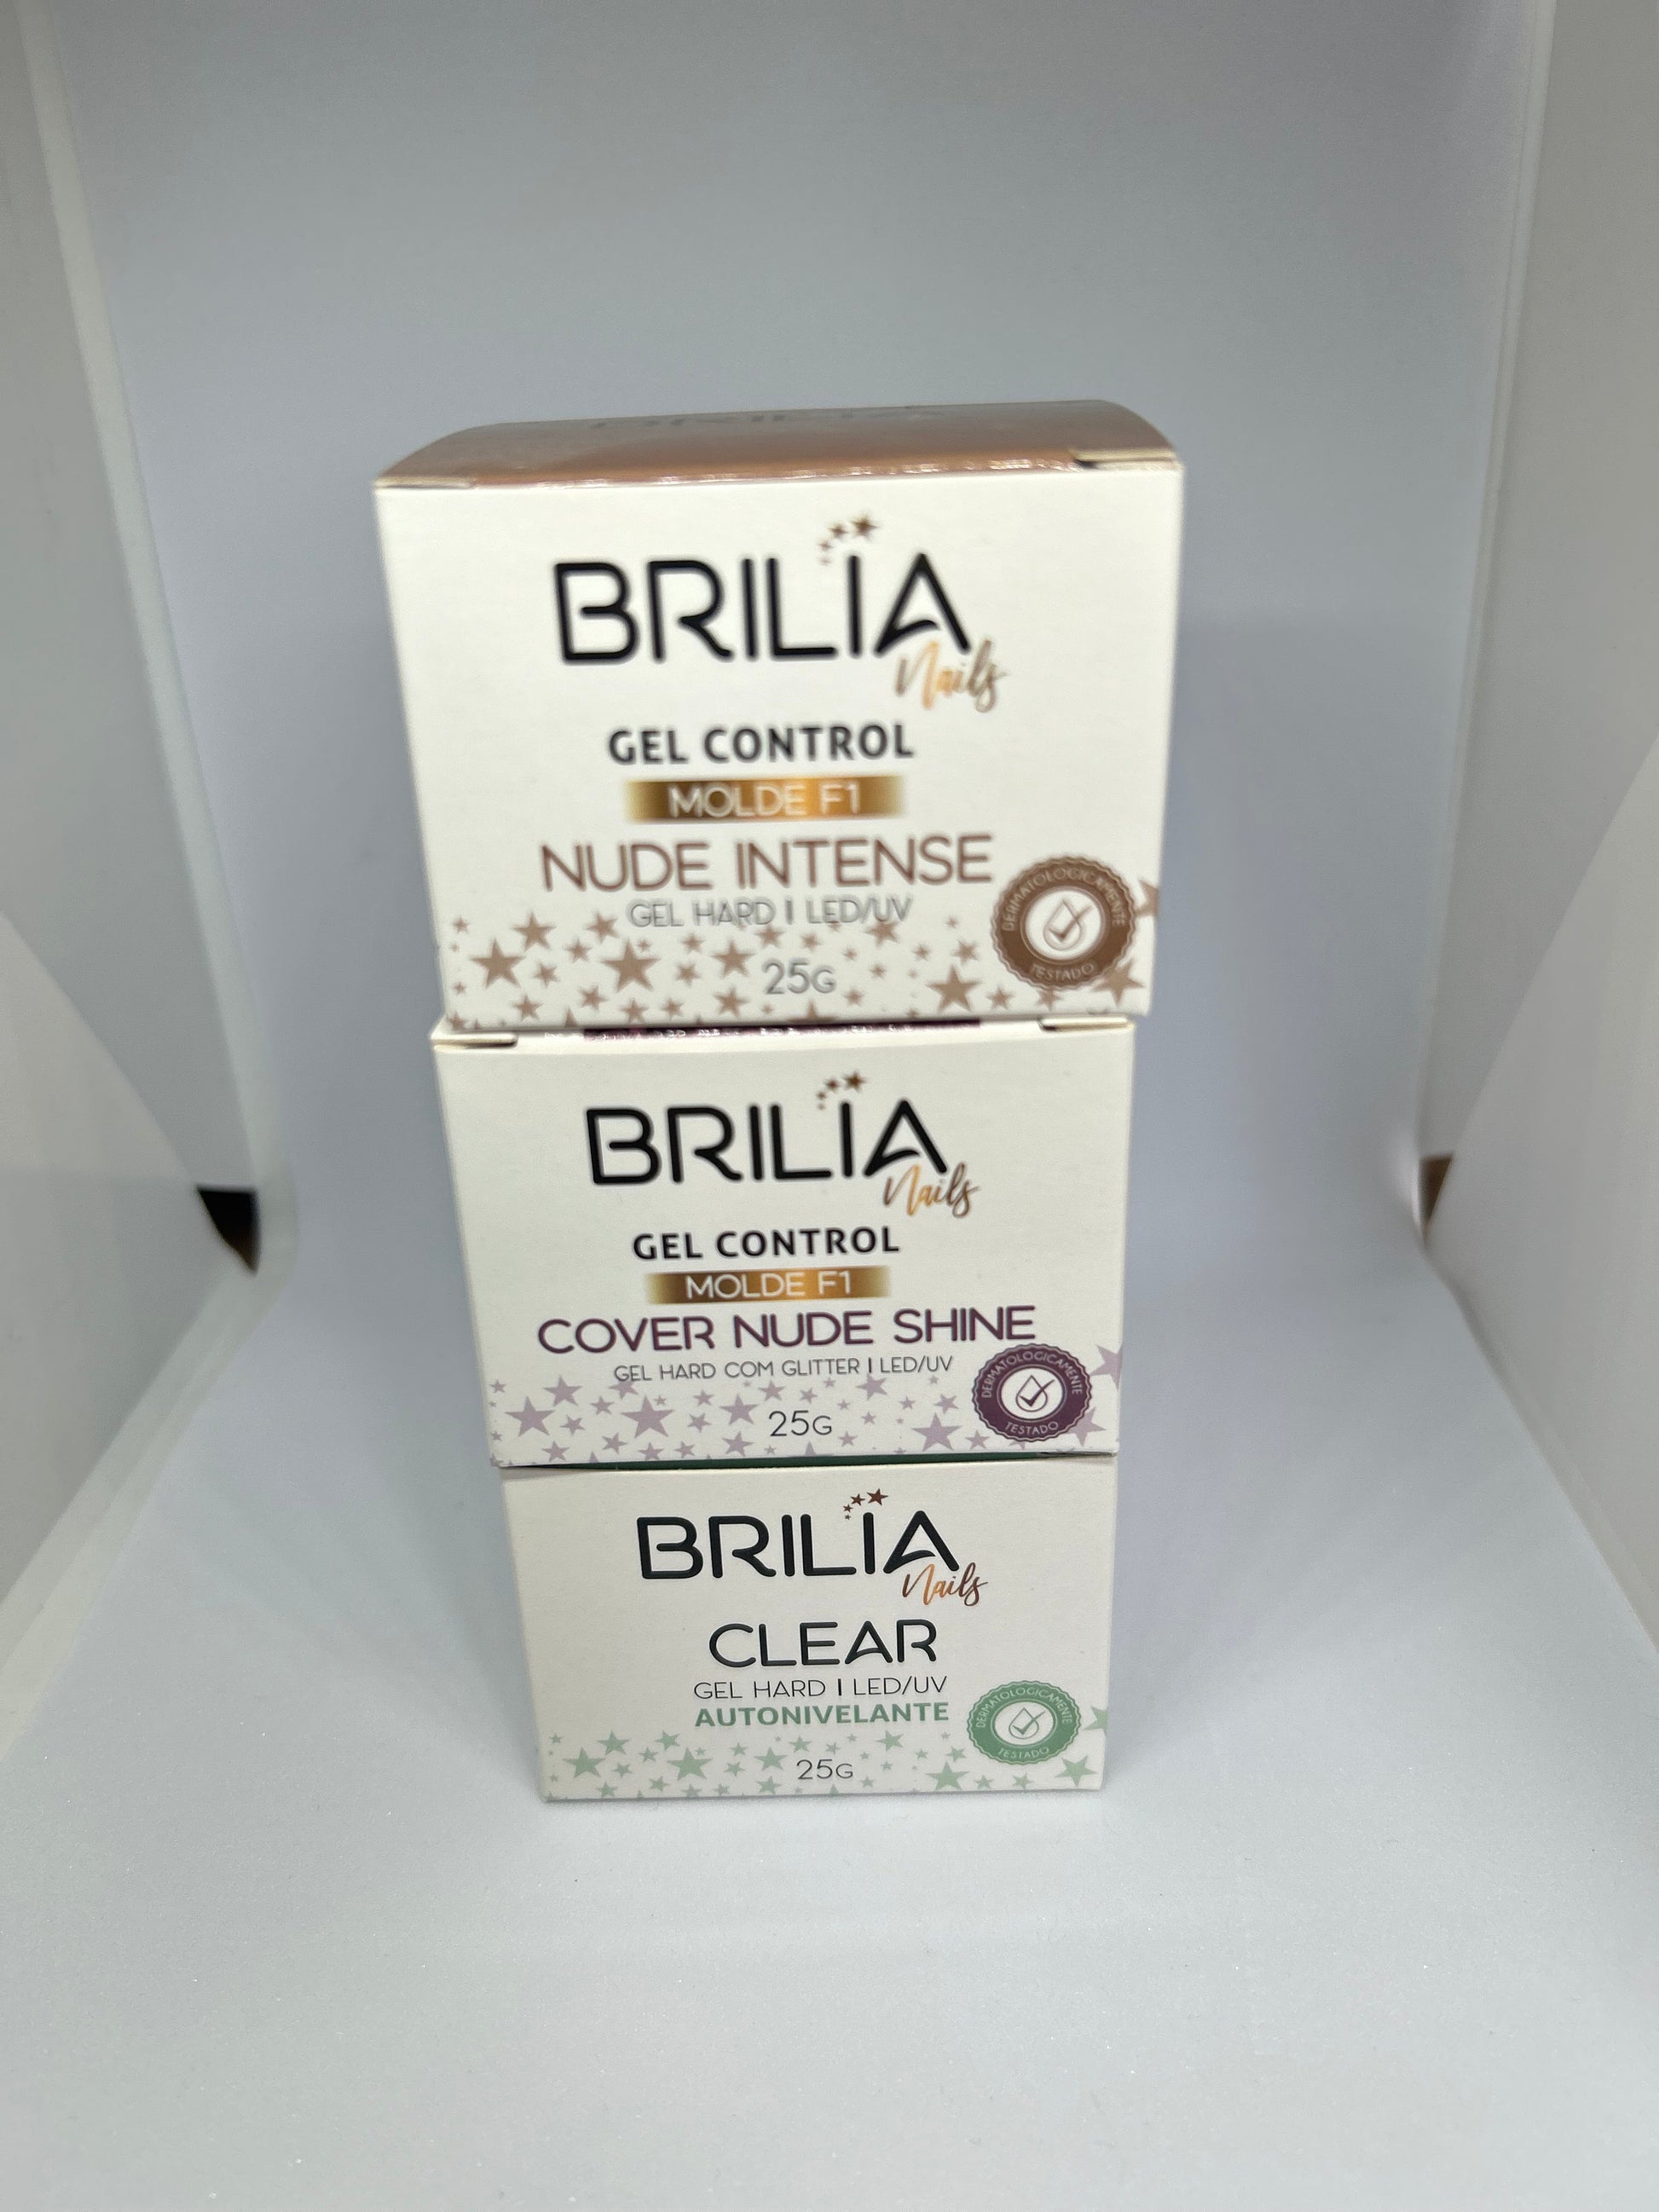 BRILIA
Nails
GEL CONTROL
MOLDE F1
NUDE INTENSE
GEL HARD | LED/UV
25G
DERMATOLOGICAMENTE
TESTADO
BRILIA
Nails
GEL CONTROL
MOLDE F1
COVER NUDE SHINE
GEL HARD COM GLITTER | LED/UV
25G
DERMATOLOGICAMENTE
TESTADO
BRILIA
Nails
CLEAR
GEL HARD | LED/UV
AUTONIVELANTE
25G
DERMATOLOGICAMENTE
TESTADO